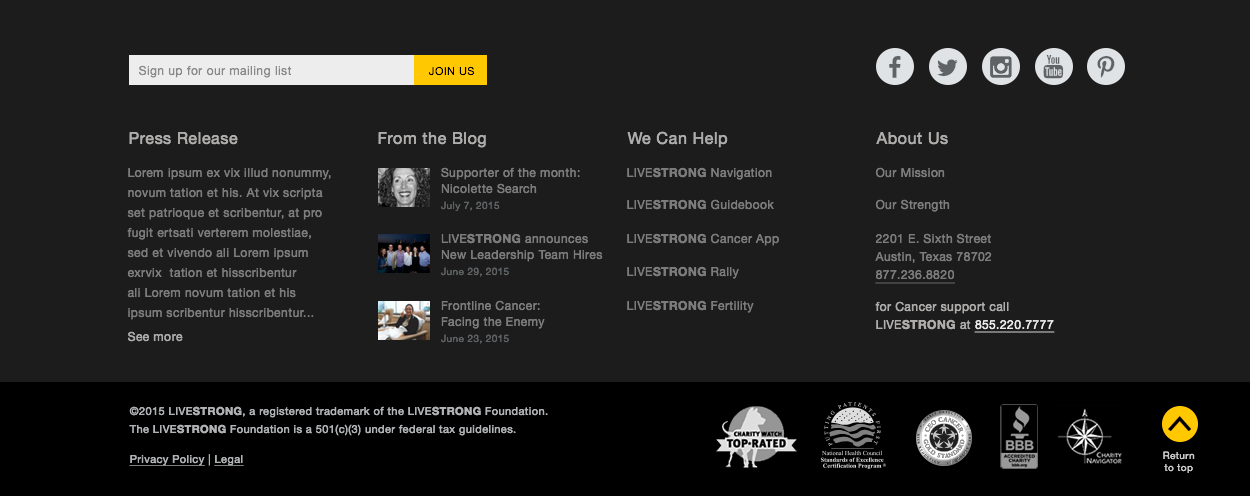 Sign up for our mailing list
JOIN US
f
You
Tube
Press Release
Lorem ipsum ex vix illud nonummy,
novum tation et his. At vix scripta
set patrioque et scribentur, at pro
fugit ertsati verterem molestiae,
sed et vivendo ali Lorem ipsum
exrvix  tation et hisscribentur
ali Lorem novum tation et his
ipsum scribentur hisscribentur...
See more
From the Blog
Supporter of the month:
Nicolette Search
July 7, 2015
LIVESTRONG announces
New Leadership Team Hires
June 29, 2015
Frontline Cancer:
Facing the Enemy
June 23, 2015
We Can Help
LIVESTRONG Navigation
LIVESTRONG Guidebook
LIVESTRONG Cancer App
LIVESTRONG Rally
LIVESTRONG Fertility
About Us
Our Mission
Our Strength
2201 E. Sixth Street
Austin, Texas 78702
877.236.8820
for Cancer support call
LIVESTRONG at 855.220.7777
©2015 LIVESTRONG, a registered trademark of the LIVESTRONG Foundation.
The LIVESTRONG Foundation is a 501(c)(3) under federal tax guidelines.
Privacy Policy | Legal
CHARITY WATCH
TOP-RATED
PUTTING PATIENTS FIRST
National Health Council
Standards of Excellence
Certification Program®
CEO CANCER
GOLD STANDARD
BBB
ACCREDITED
CHARITY
bbb.org
CHARITY
NAVIGATOR
Return
to top